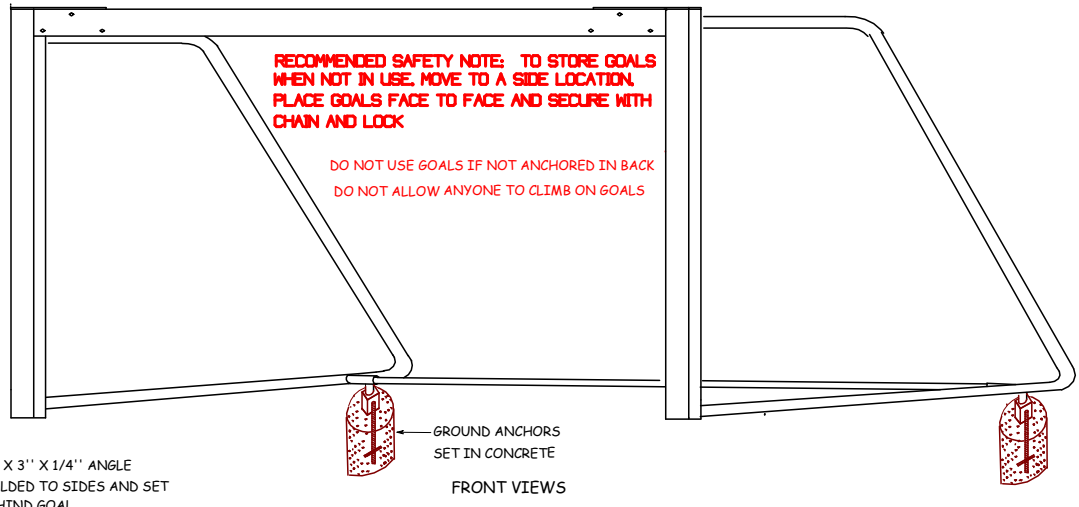 RECOMMENDED SAFETY NOTE: TO STORE GOALS
WHEN NOT IN USE, MOVE TO A SIDE LOCATION,
PLACE GOALS FACE TO FACE AND SECURE WITH
CHAIN AND LOCK
DO NOT USE GOALS IF NOT ANCHORED IN BACK
DO NOT ALLOW ANYONE TO CLIMB ON GOALS
GROUND ANCHORS
SET IN CONCRETE
X 3'' X 1/4'' ANGLE
LDED TO SIDES AND SET
HIND GOAL
FRONT VIEWS